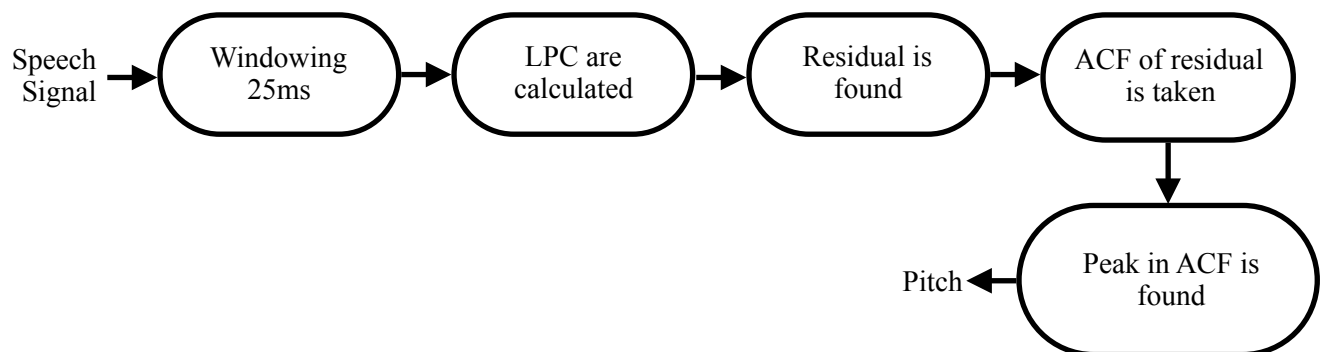 Speech
Signal
Windowing
25ms
LPC are
calculated
Residual is
found
ACF of residual
is taken
Peak in ACF is
found
Pitch